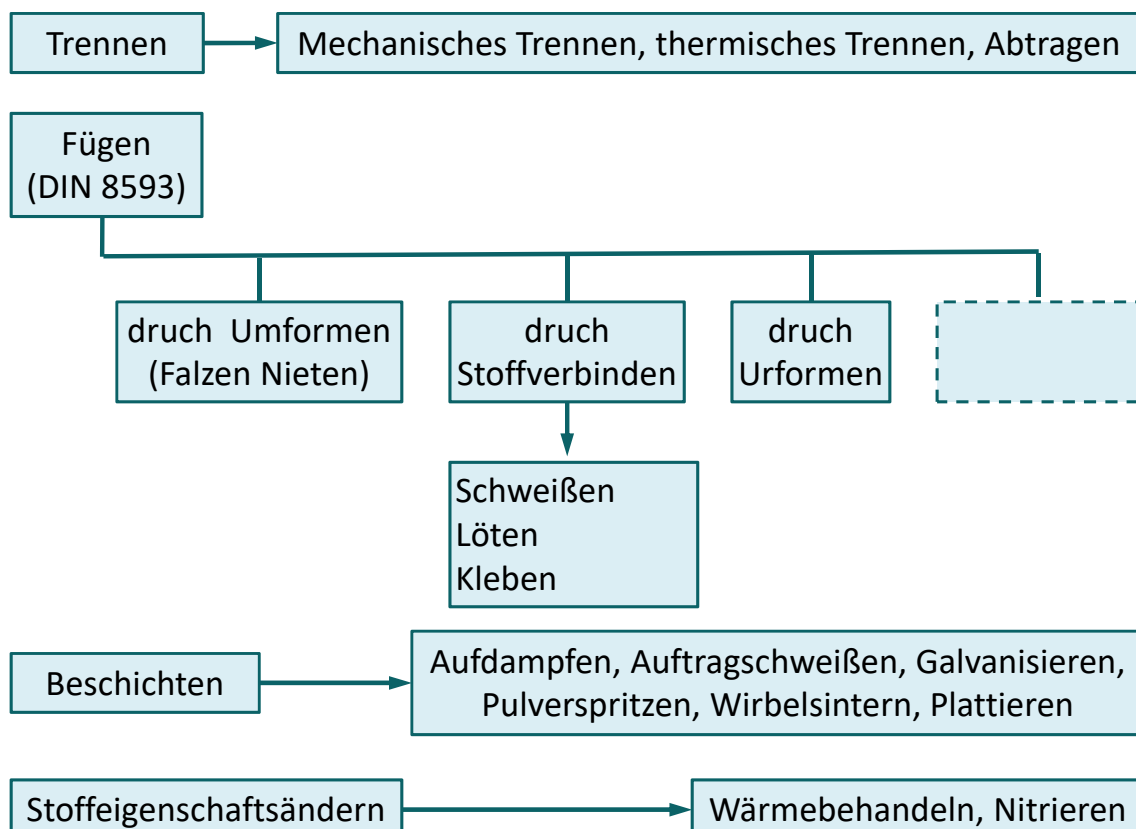 Trennen
Mechanisches Trennen, thermisches Trennen, Abtragen
Fügen
(DIN 8593)
druch Umformen
(Falzen Nieten)
druch
Stoffverbinden
druch
Urformen
Schweißen
Löten
Kleben
Beschichten
Aufdampfen, Auftragschweißen, Galvanisieren,
Pulverspritzen, Wirbelsintern, Plattieren
Stoffeigenschaftsändern
Wärmebehandeln, Nitrieren